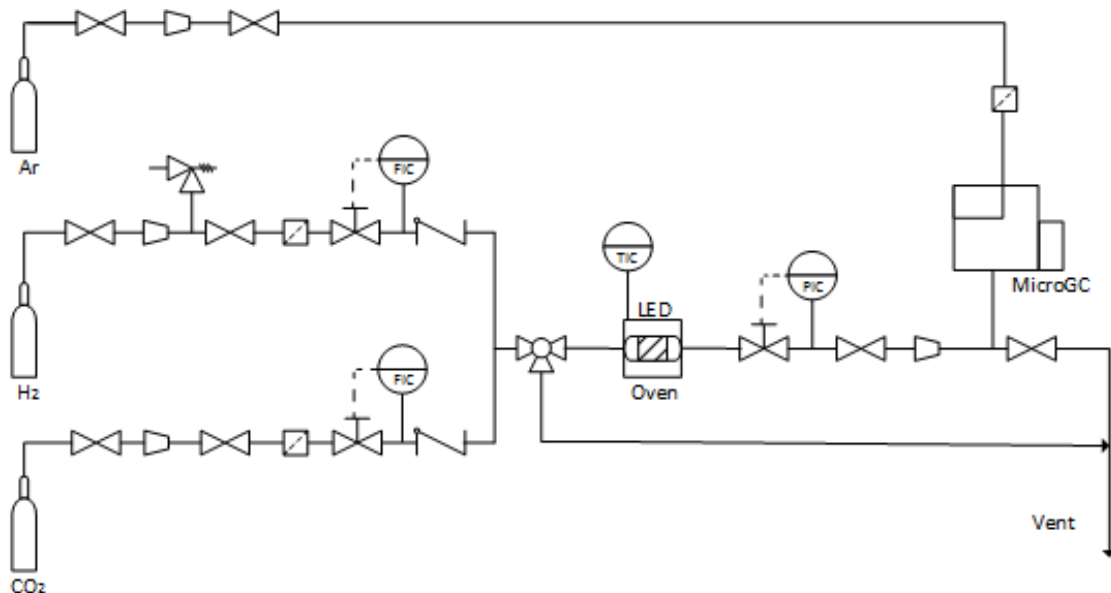 Ar
FIC
H₂
TIC
LED
Oven
PIC
MicroGC
FIC
CO₂
Vent